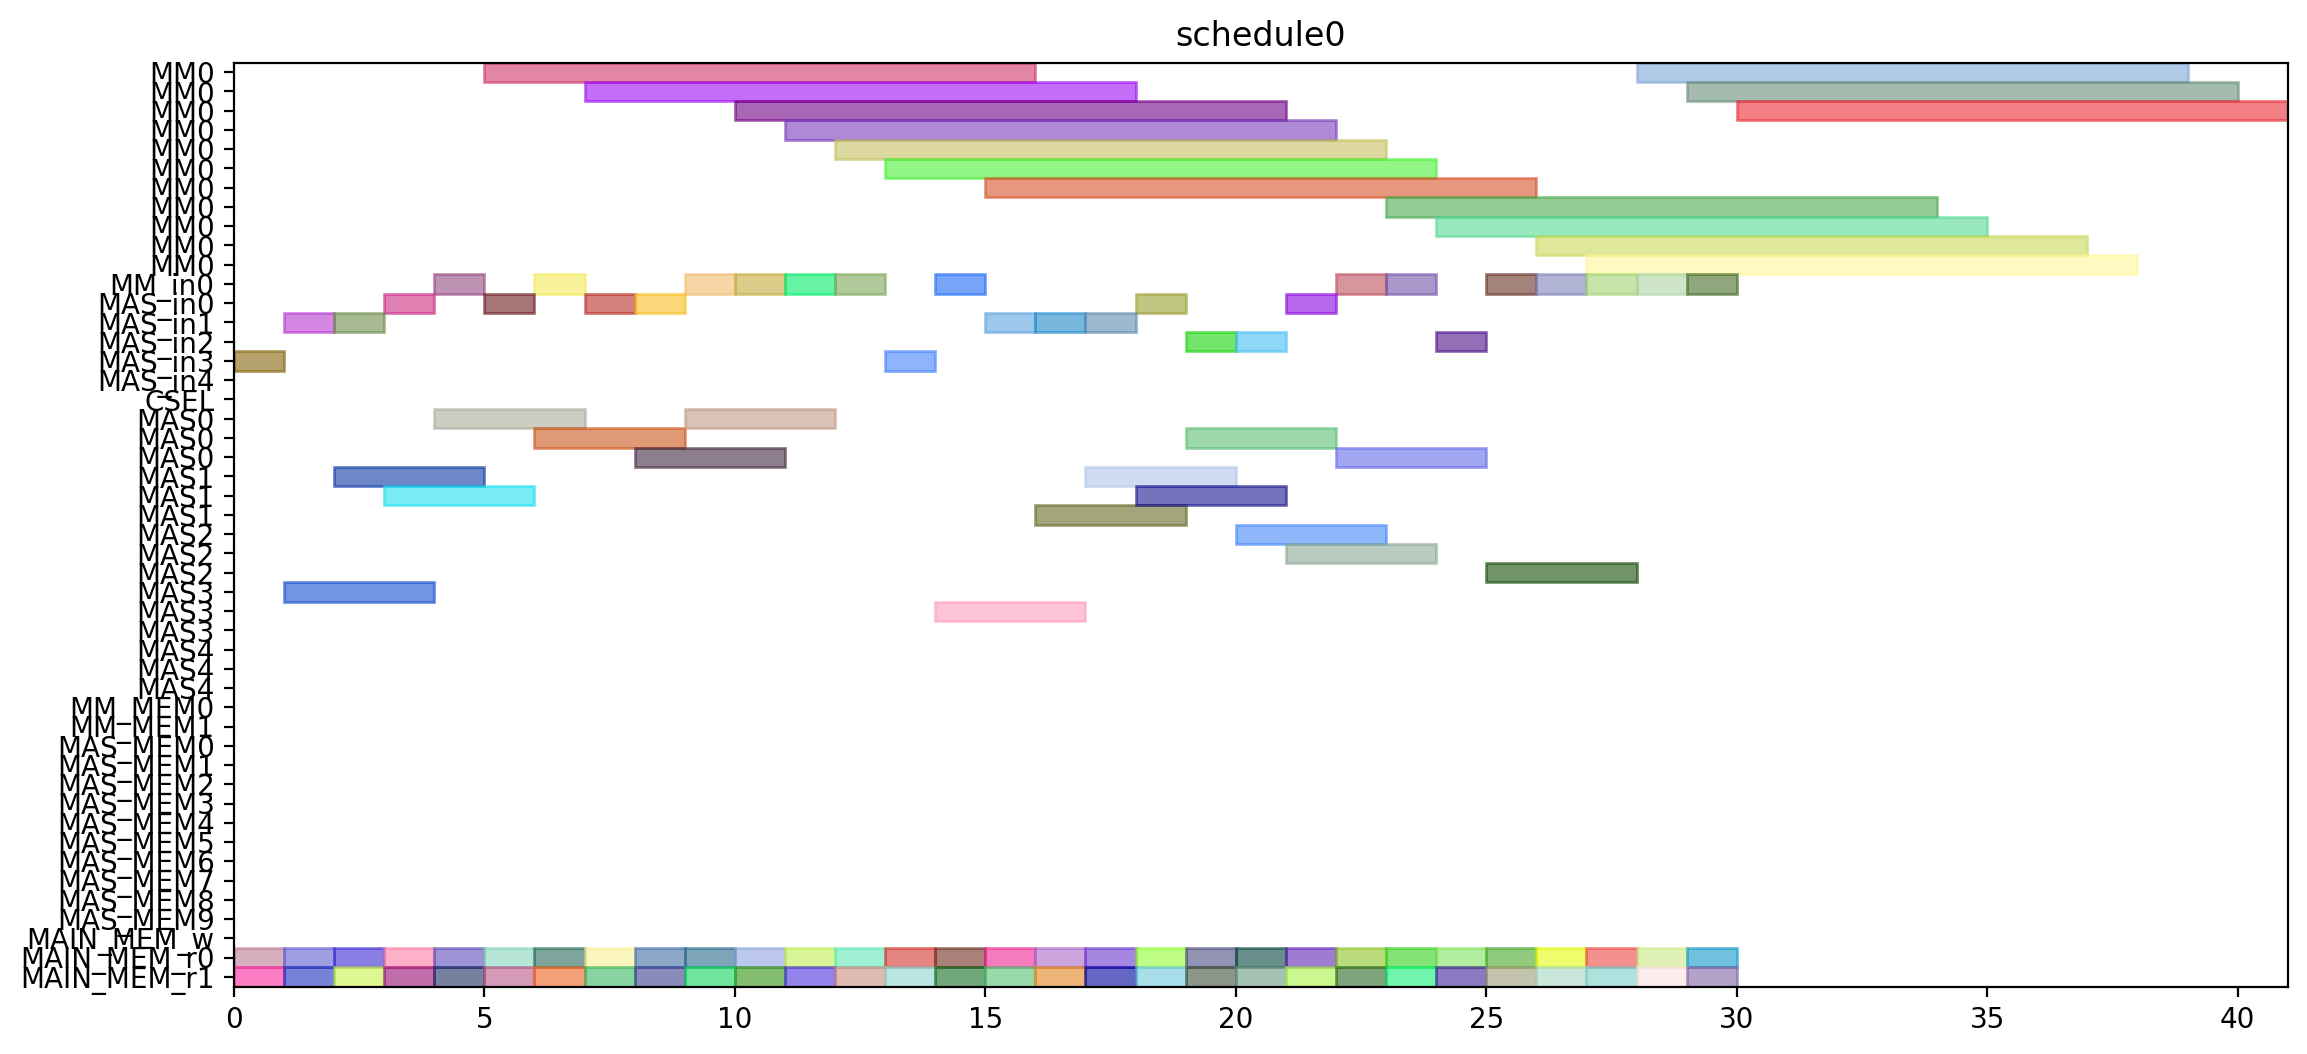 schedule0
MM0
MM0
MM0
MM0
MM0
MM0
MM0
MM0
MM0
MM0
MM0
MM_in0
MAS_in0
MAS_in1
MAS_in2
MAS_in3
MAS_in4
CSEL
MAS0
MAS0
MAS0
MAS1
MAS1
MAS1
MAS2
MAS2
MAS2
MAS3
MAS3
MAS3
MAS4
MAS4
MAS4
MM_MEM0
MM_MEM1
MAS_MEM0
MAS_MEM1
MAS_MEM2
MAS_MEM3
MAS_MEM4
MAS_MEM5
MAS_MEM6
MAS_MEM7
MAS_MEM8
MAS_MEM9
MAIN_MEM_w
MAIN_MEM_r0
MAIN_MEM_r1
0 5 10 15 20 25 30 35 40